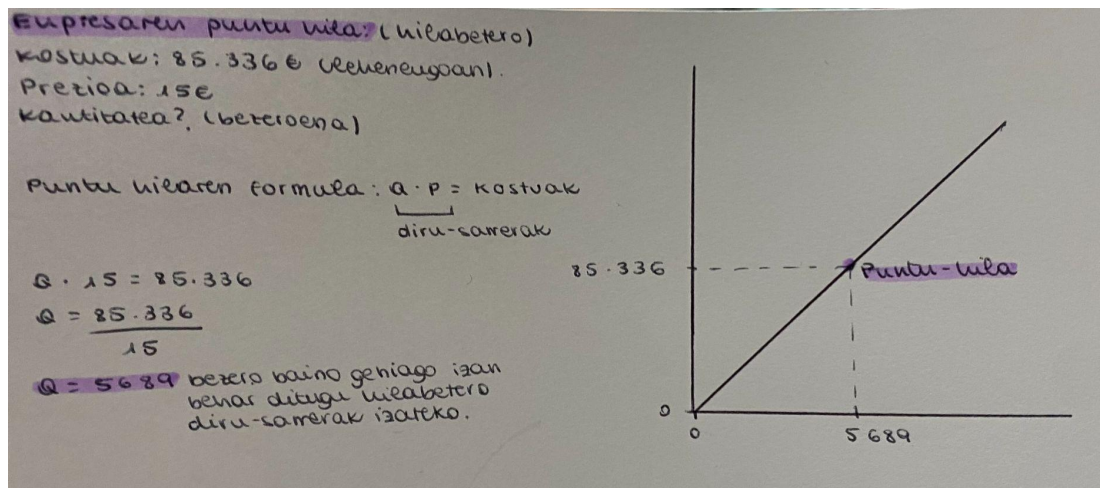 Enpresaren puntu hila: (hilabetero)
Kostuak: 85.336 € (lehenengoan).
Prezioa: 15€
Kantitatea? (bezeroena)
Puntu hilaren formula: Q · P = Kostuak
diru-sarrerak
Q · 15 = 85.336
Q = 85.336
15
Q = 5689 bezero baino gehiago izan
behar ditugu hilabetero
diru-sarrerak izateko.
85.336
Puntu-hila
0
0
5689